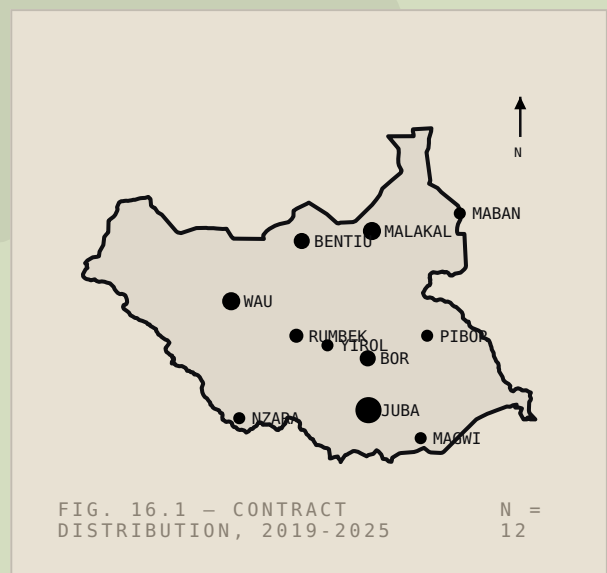 N
MABAN
MALAKAL
BENTIU
WAU
RUMBEK
PIBOR
YIROL
BOR
JUBA
NZARA
MAGWI
FIG. 16.1 — CONTRACT
DISTRIBUTION, 2019-2025
N =
12